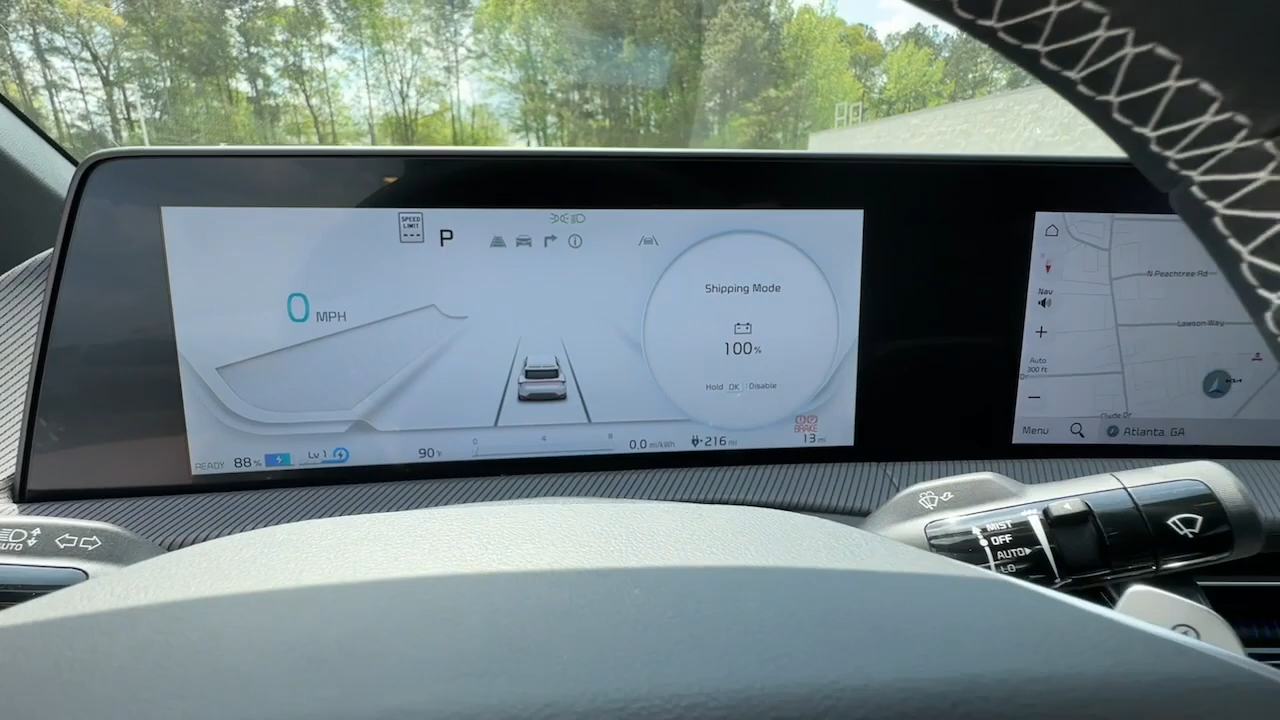 SPEED
LIMIT
P
0 MPH
Shipping Mode
100%
Hold OK : Disable
READY 88% Lv 1
90°F
0 4 8
0.0 mi/kWh
216 mi
BRAKE
13 mi
N Peachtree Rd
Nav
Lawson Way
Auto
300 ft
Clyde Dr
Menu
Atlanta, GA
AUTO
MIST
OFF
AUTO
LO